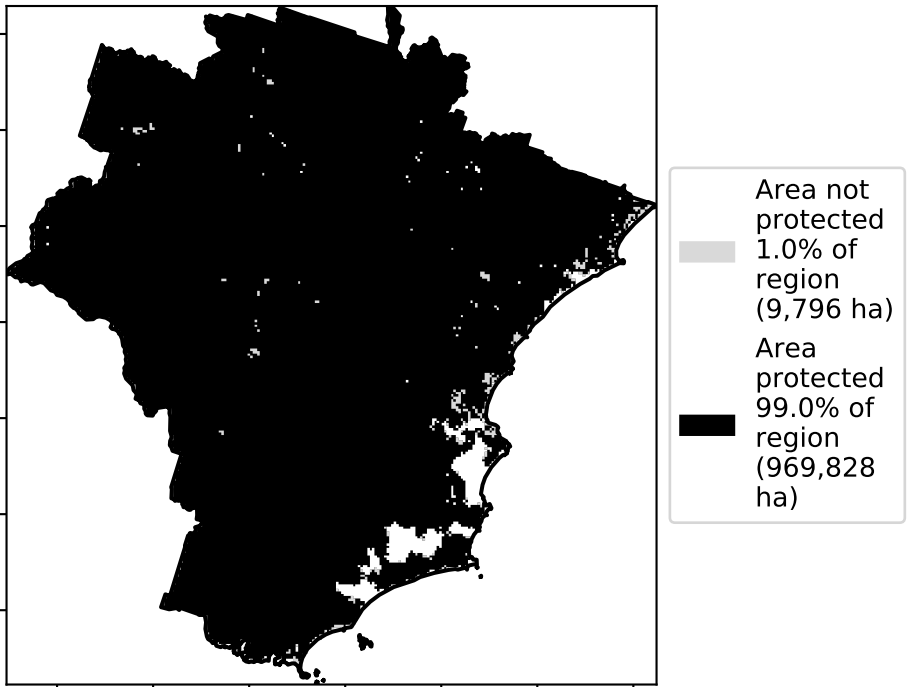 Area not
protected
1.0% of
region
(9,796 ha)
Area
protected
99.0% of
region
(969,828
ha)